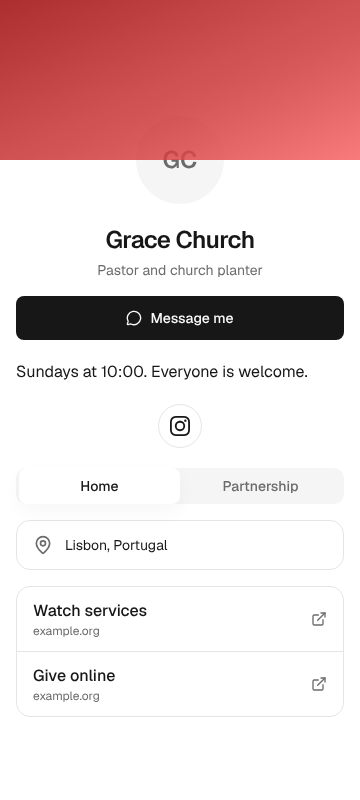 GC
Grace Church
Pastor and church planter
Message me
Sundays at 10:00. Everyone is welcome.
Home
Partnership
Lisbon, Portugal
Watch services
example.org
Give online
example.org